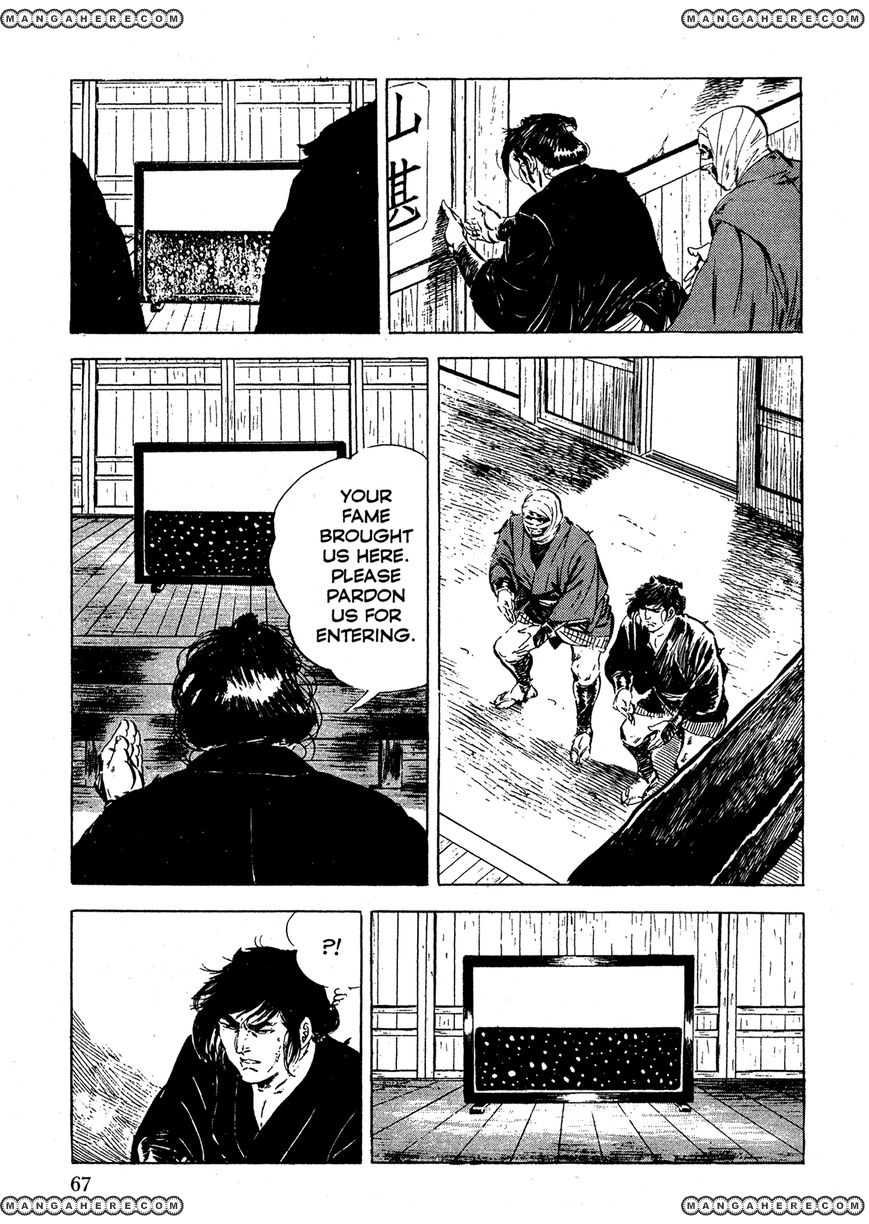 MANGAHERE.COM
MANGAHERE.COM
山
棋
YOUR
FAME
BROUGHT
US HERE.
PLEASE
PARDON
US FOR
ENTERING.
?!
67
MANGAHERE.COM
MANGAHERE.COM